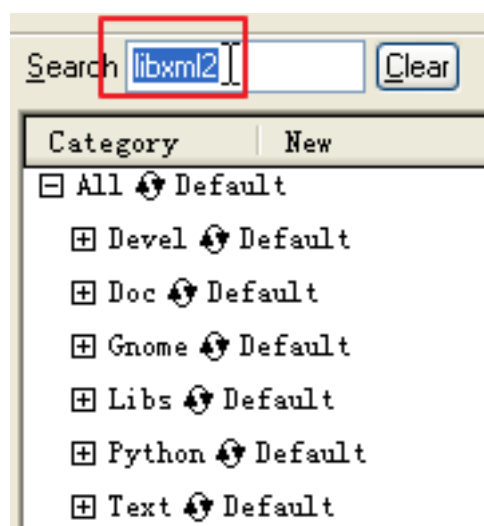 Search libxml2 Clear
Category New
All Default
Devel Default
Doc Default
Gnome Default
Libs Default
Python Default
Text Default